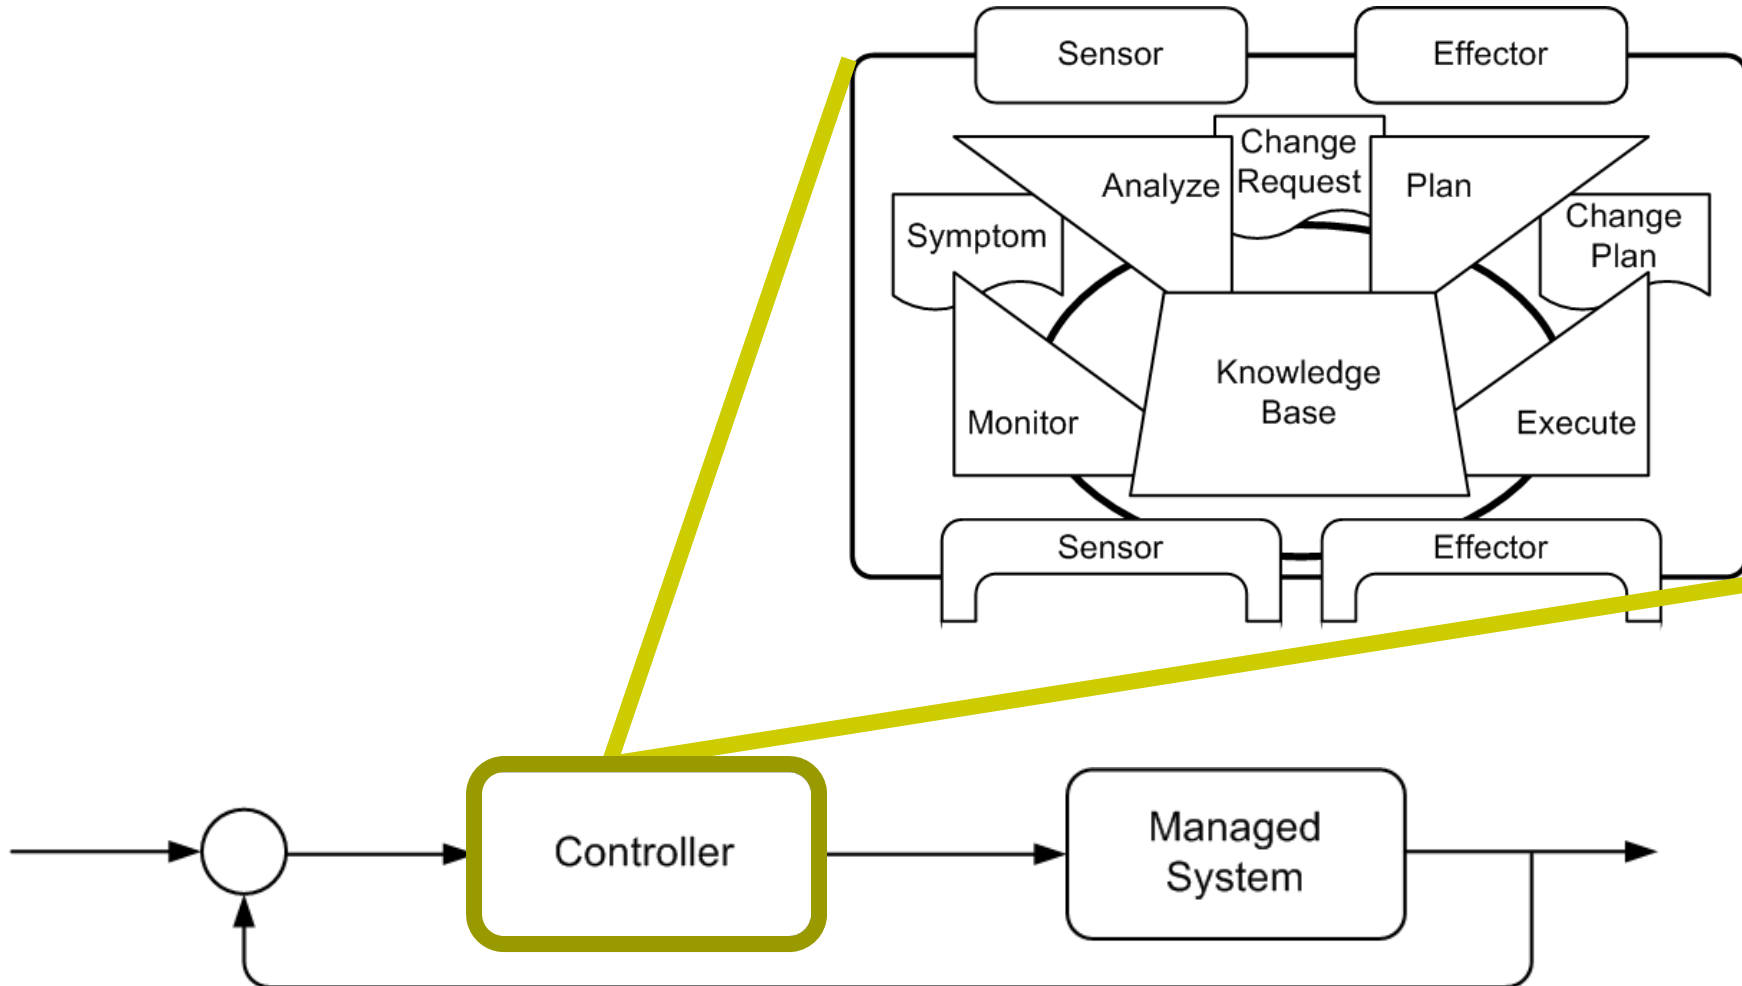 Sensor
Effector
Analyze
Change
Request
Plan
Symptom
Change
Plan
Monitor
Knowledge
Base
Execute
Sensor
Effector
Controller
Managed
System